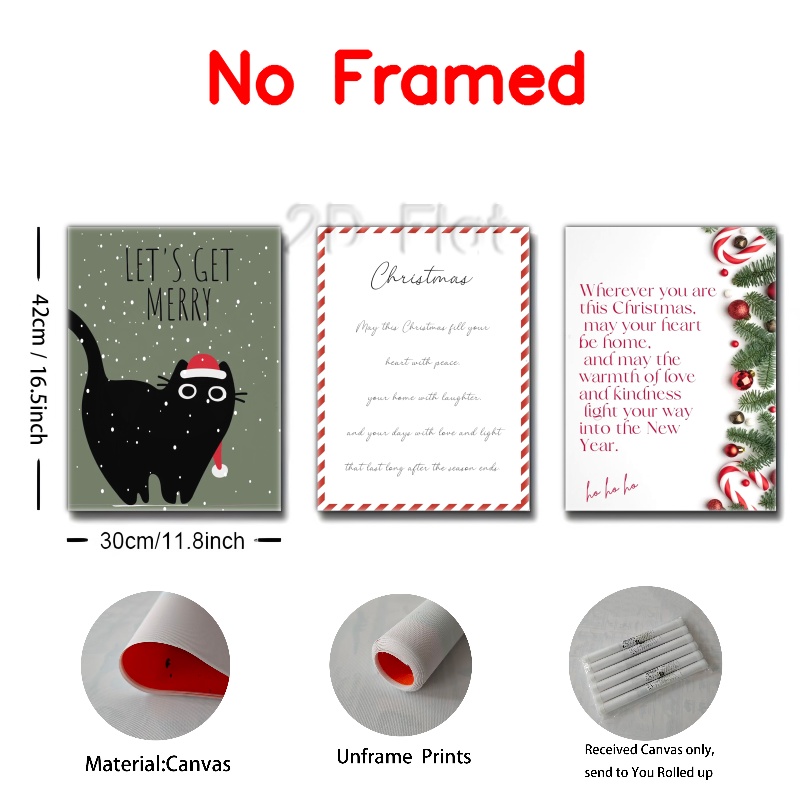 No Framed
2D Flat
LET'S GET
MERRY
Christmas
May this Christmas fill your
heart with peace,
your home with laughter,
and your days with love and light
that last long after the season ends.
Wherever you are
this Christmas,
may your heart
be home,
and may the
warmth of love
and kindness
light your way
into the New
Year.
ho ho ho
42cm / 16.5inch
30cm/11.8inch
Material:Canvas
Unframe Prints
Received Canvas only,
send to You Rolled up